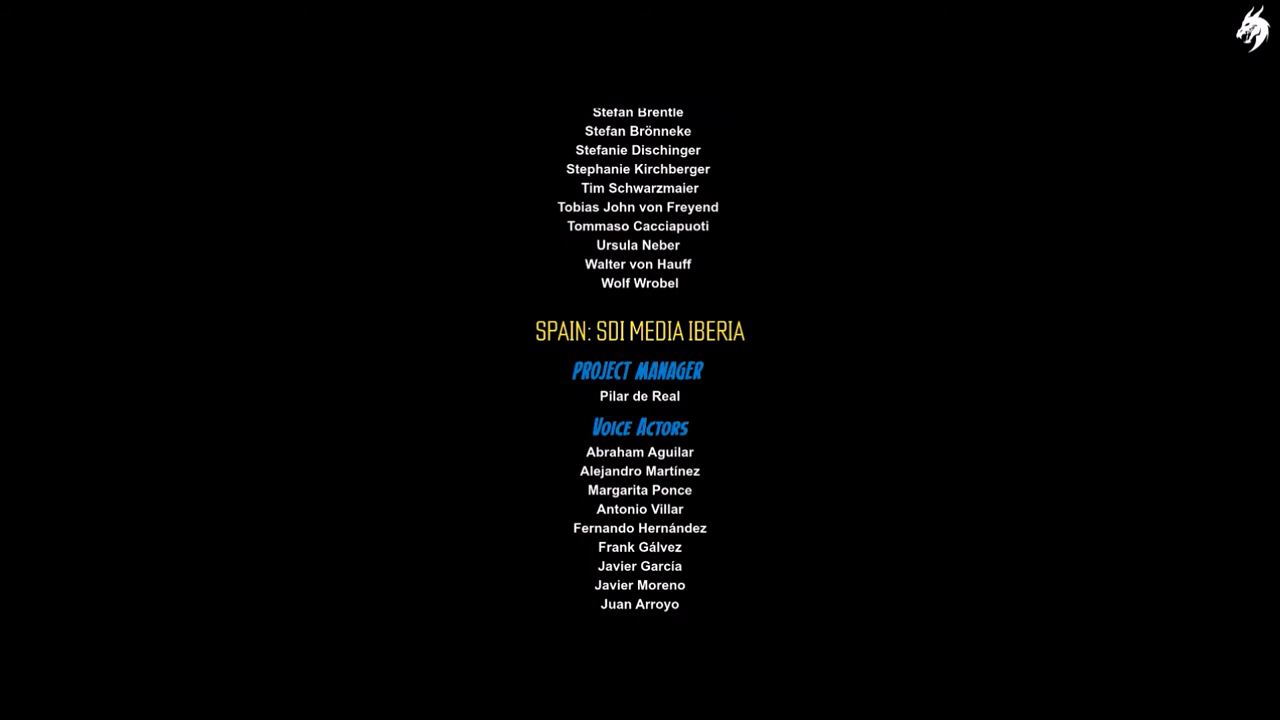 Stefan Brentle
Stefan Brönneke
Stefanie Dischinger
Stephanie Kirchberger
Tim Schwarzmaier
Tobias John von Freyend
Tommaso Cacciapuoti
Ursula Neber
Walter von Hauff
Wolf Wrobel
SPAIN: SDI MEDIA IBERIA
PROJECT MANAGER
Pilar de Real
VOICE ACTORS
Abraham Aguilar
Alejandro Martínez
Margarita Ponce
Antonio Villar
Fernando Hernández
Frank Gálvez
Javier García
Javier Moreno
Juan Arroyo